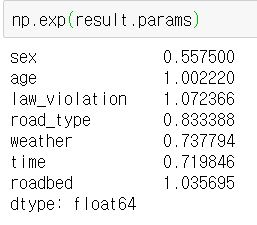 np.exp(result.params)
sex 0.557500
age 1.002220
law_violation 1.072366
road_type 0.833388
weather 0.737794
time 0.719846
roadbed 1.035695
dtype: float64